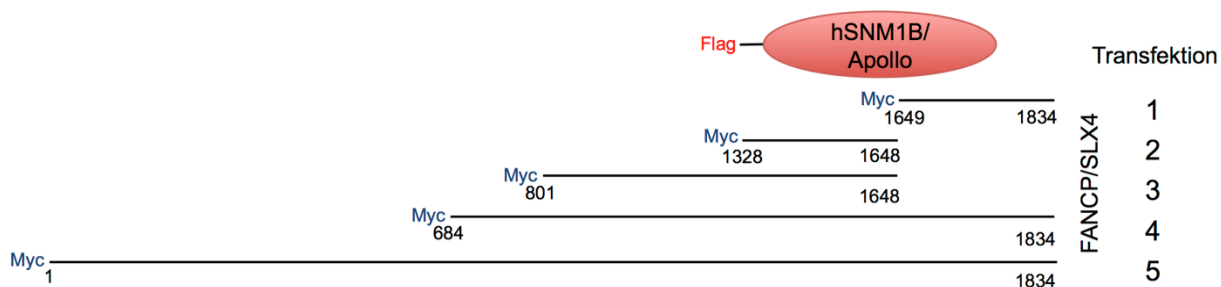 hSNM1B/
Flag
Apollo
Transfektion
Myc
1649 1834
1
Myc
1328 1648
2
Myc
801 1648
3
Myc
684 1834
4
Myc
1 1834
5
FANCP/SLX4